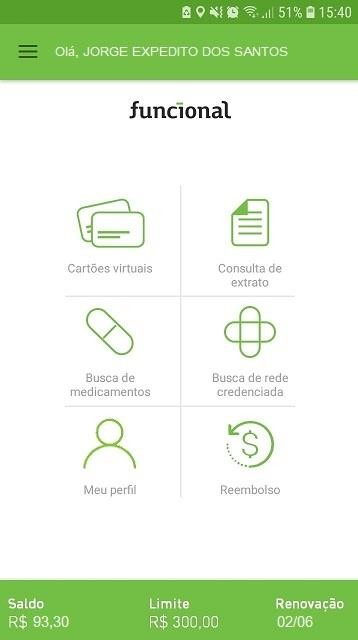 51% 15:40
Olá, JORGE EXPEDITO DOS SANTOS
funcional
Cartões virtuais
Consulta de
extrato
Busca de
medicamentos
Busca de rede
credenciada
Meu perfil
Reembolso
Saldo
R$ 93,30
Limite
R$ 300,00
Renovação
02/06